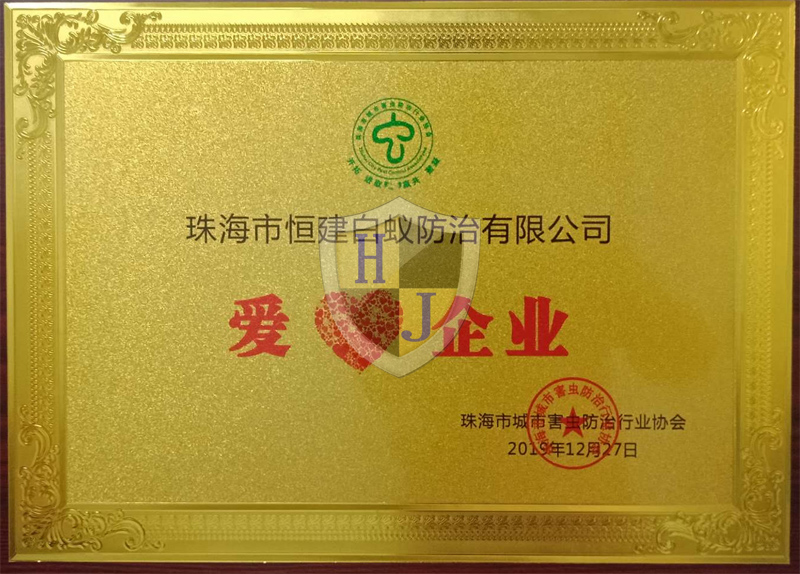 珠海市恒建白蚁防治有限公司
H
J
爱 企业
珠海市城市害虫防治行业协会
2019年12月27日